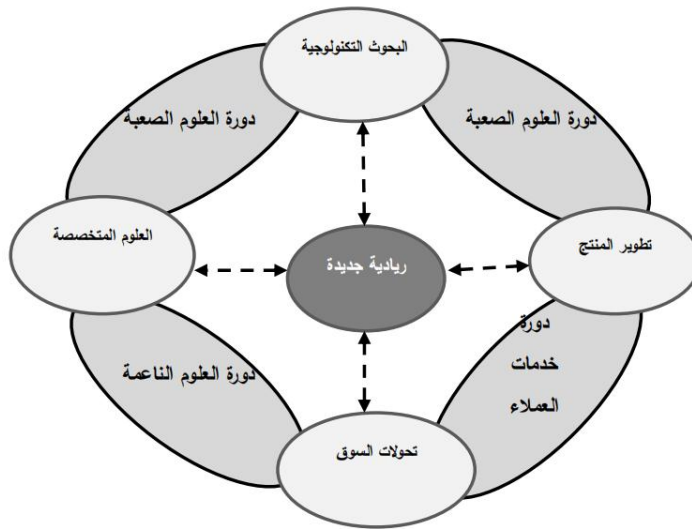 البحوث التكنولوجية
دورة العلوم الصعبة
دورة العلوم الصعبة
تطوير المنتج
العلوم المتخصصة
ريادية جديدة
دورة
خدمات
العملاء
دورة العلوم الناعمة
تحولات السوق